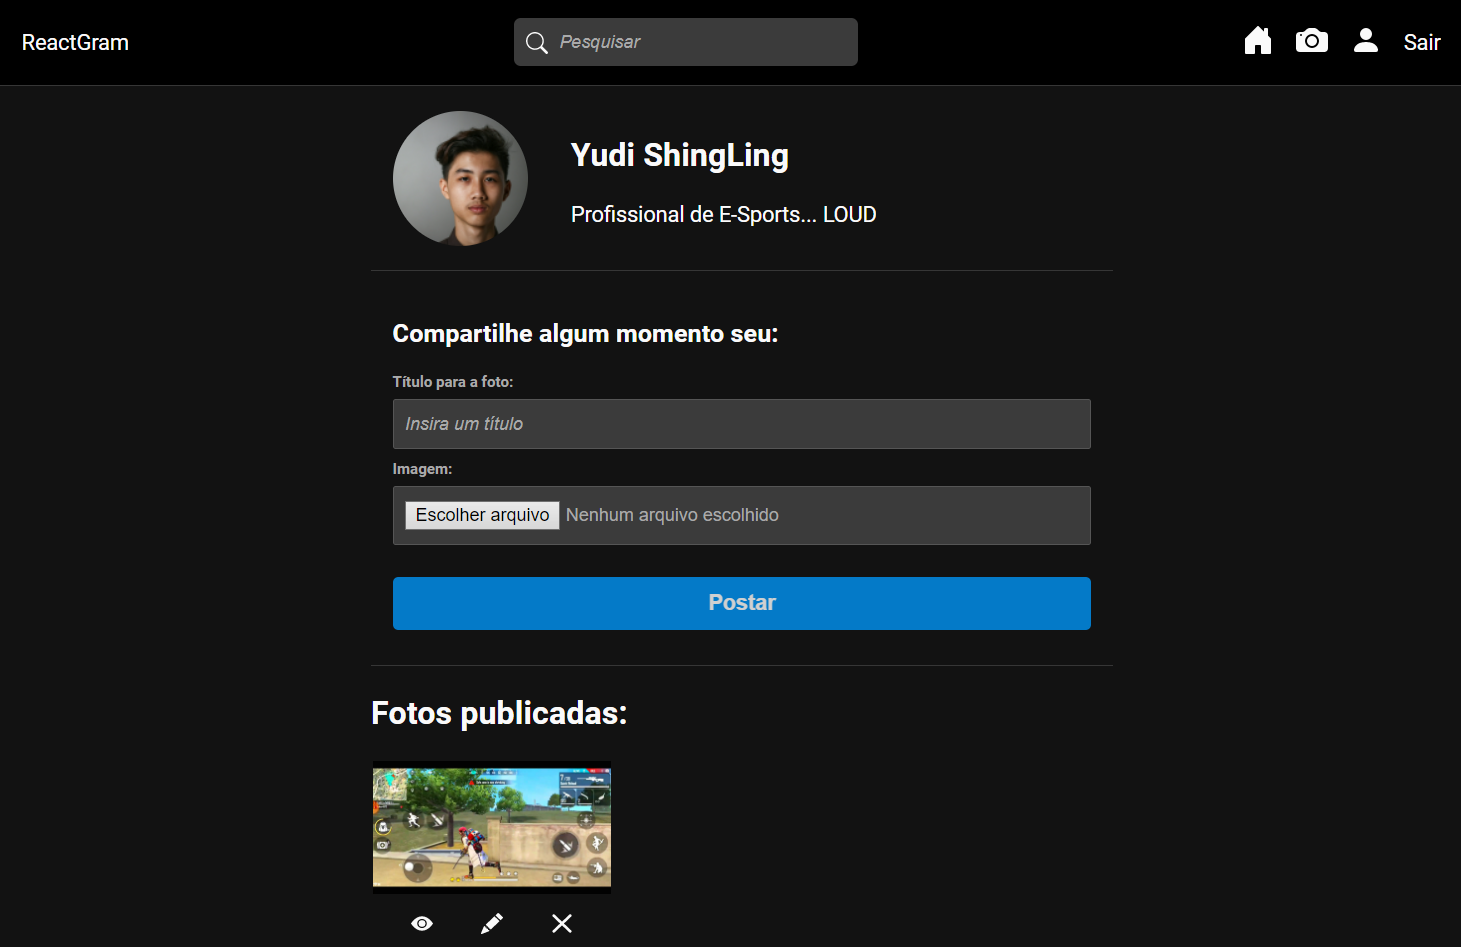 ReactGram
Pesquisar
Sair
Yudi ShingLing
Profissional de E-Sports... LOUD
Compartilhe algum momento seu:
Título para a foto:
Insira um título
Imagem:
Escolher arquivo Nenhum arquivo escolhido
Postar
Fotos publicadas: